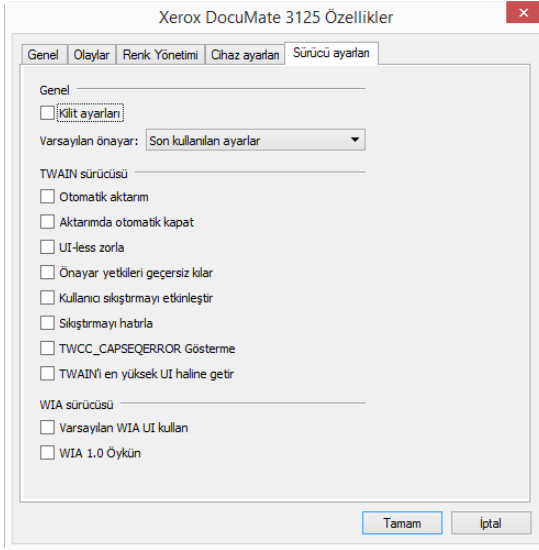 Xerox DocuMate 3125 Özellikler
Genel Olaylar Renk Yönetimi Cihaz ayarları Sürücü ayarları
Genel
Kilit ayarları
Varsayılan önayar: Son kullanılan ayarlar
TWAIN sürücüsü
Otomatik aktarım
Aktarımda otomatik kapat
UI-less zorla
Önayar yetkileri geçersiz kılar
Kullanıcı sıkıştırmayı etkinleştir
Sıkıştırmayı hatırla
TWCC_CAPSEQERROR Gösterme
TWAIN'i en yüksek UI haline getir
WIA sürücüsü
Varsayılan WIA UI kullan
WIA 1.0 Öykün
Tamam İptal